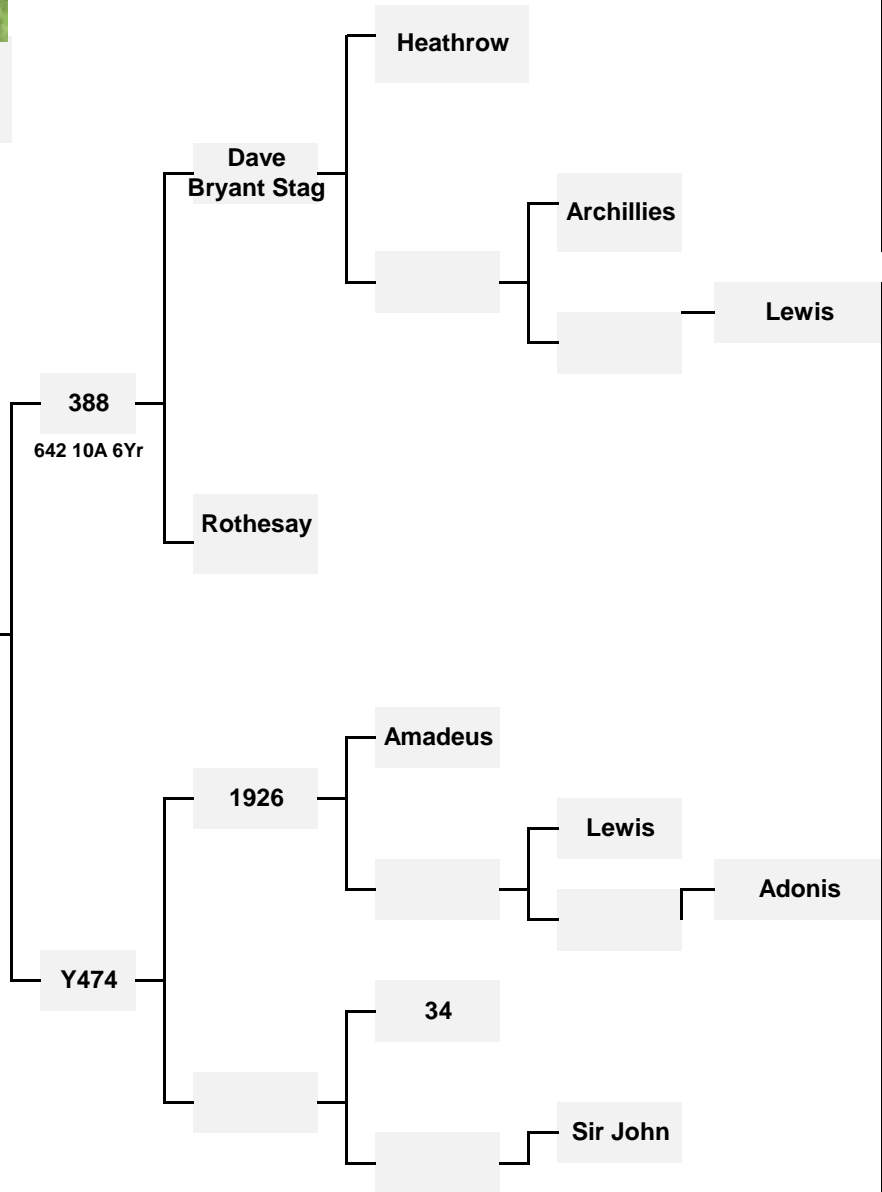 Heathrow
Dave
Bryant Stag
Archillies
Lewis
388
642 10A 6Yr
Rothesay
Amadeus
1926
Lewis
Adonis
Y474
34
Sir John